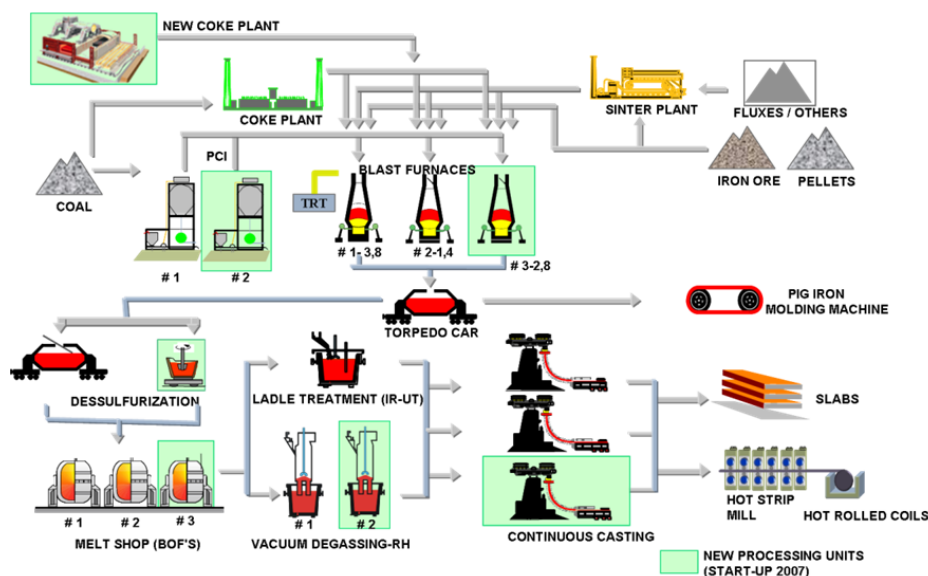 NEW COKE PLANT
COKE PLANT
SINTER PLANT
FLUXES / OTHERS
COAL
PCI
BLAST FURNACES
TRT
IRON ORE
PELLETS
# 1
# 2
# 1- 3,8
# 2-1,4
# 3-2,8
TORPEDO CAR
PIG IRON
MOLDING MACHINE
DESSULFURIZATION
LADLE TREATMENT (IR-UT)
SLABS
# 1
# 2
# 3
MELT SHOP (BOF'S)
# 1
# 2
VACUUM DEGASSING-RH
CONTINUOUS CASTING
HOT STRIP
MILL
HOT ROLLED COILS
NEW PROCESSING UNITS
(START-UP 2007)